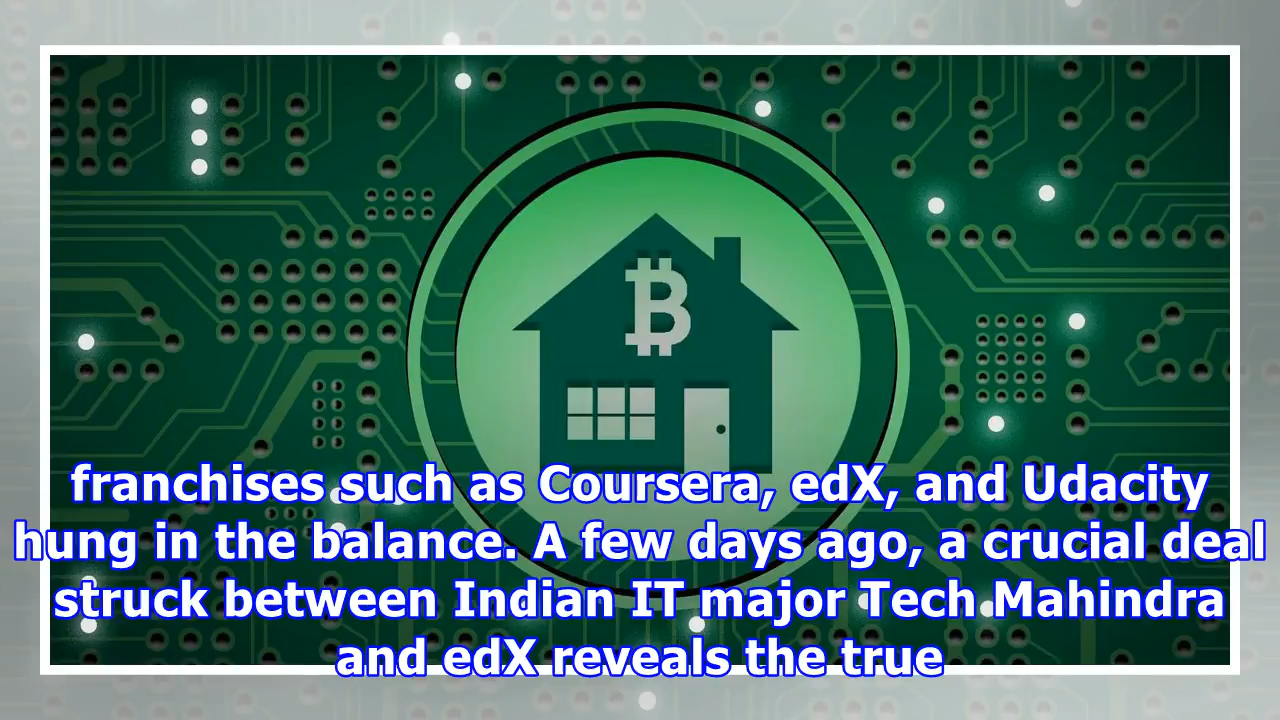 franchises such as Coursera, edX, and Udacity
hung in the balance. A few days ago, a crucial deal
struck between Indian IT major Tech Mahindra
and edX reveals the true